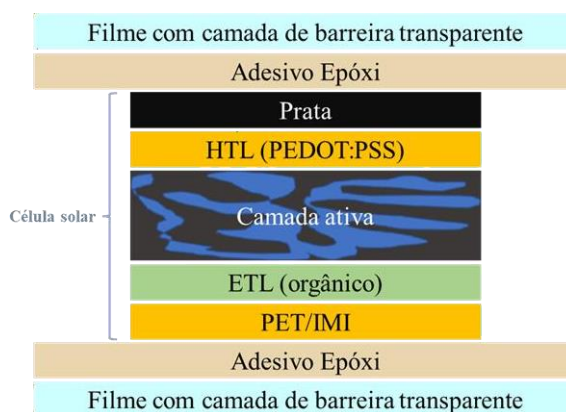 Filme com camada de barreira transparente
Adesivo Epóxi
Prata
HTL (PEDOT:PSS)
Célula solar
Camada ativa
ETL (orgânico)
PET/IMI
Adesivo Epóxi
Filme com camada de barreira transparente